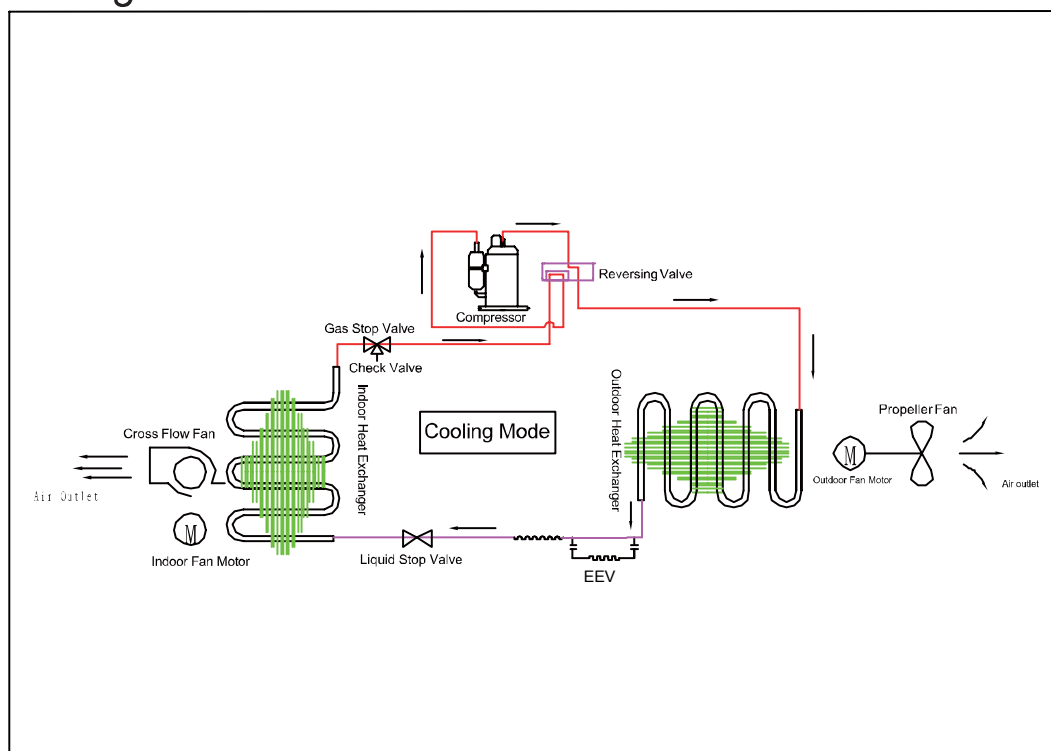 Reversing Valve
Compressor
Gas Stop Valve
Check Valve
Indoor Heat Exchanger
Outdoor Heat Exchanger
Cooling Mode
Cross Flow Fan
Air Outlet
M
Indoor Fan Motor
Liquid Stop Valve
EEV
Propeller Fan
M
Outdoor Fan Motor
Air outlet